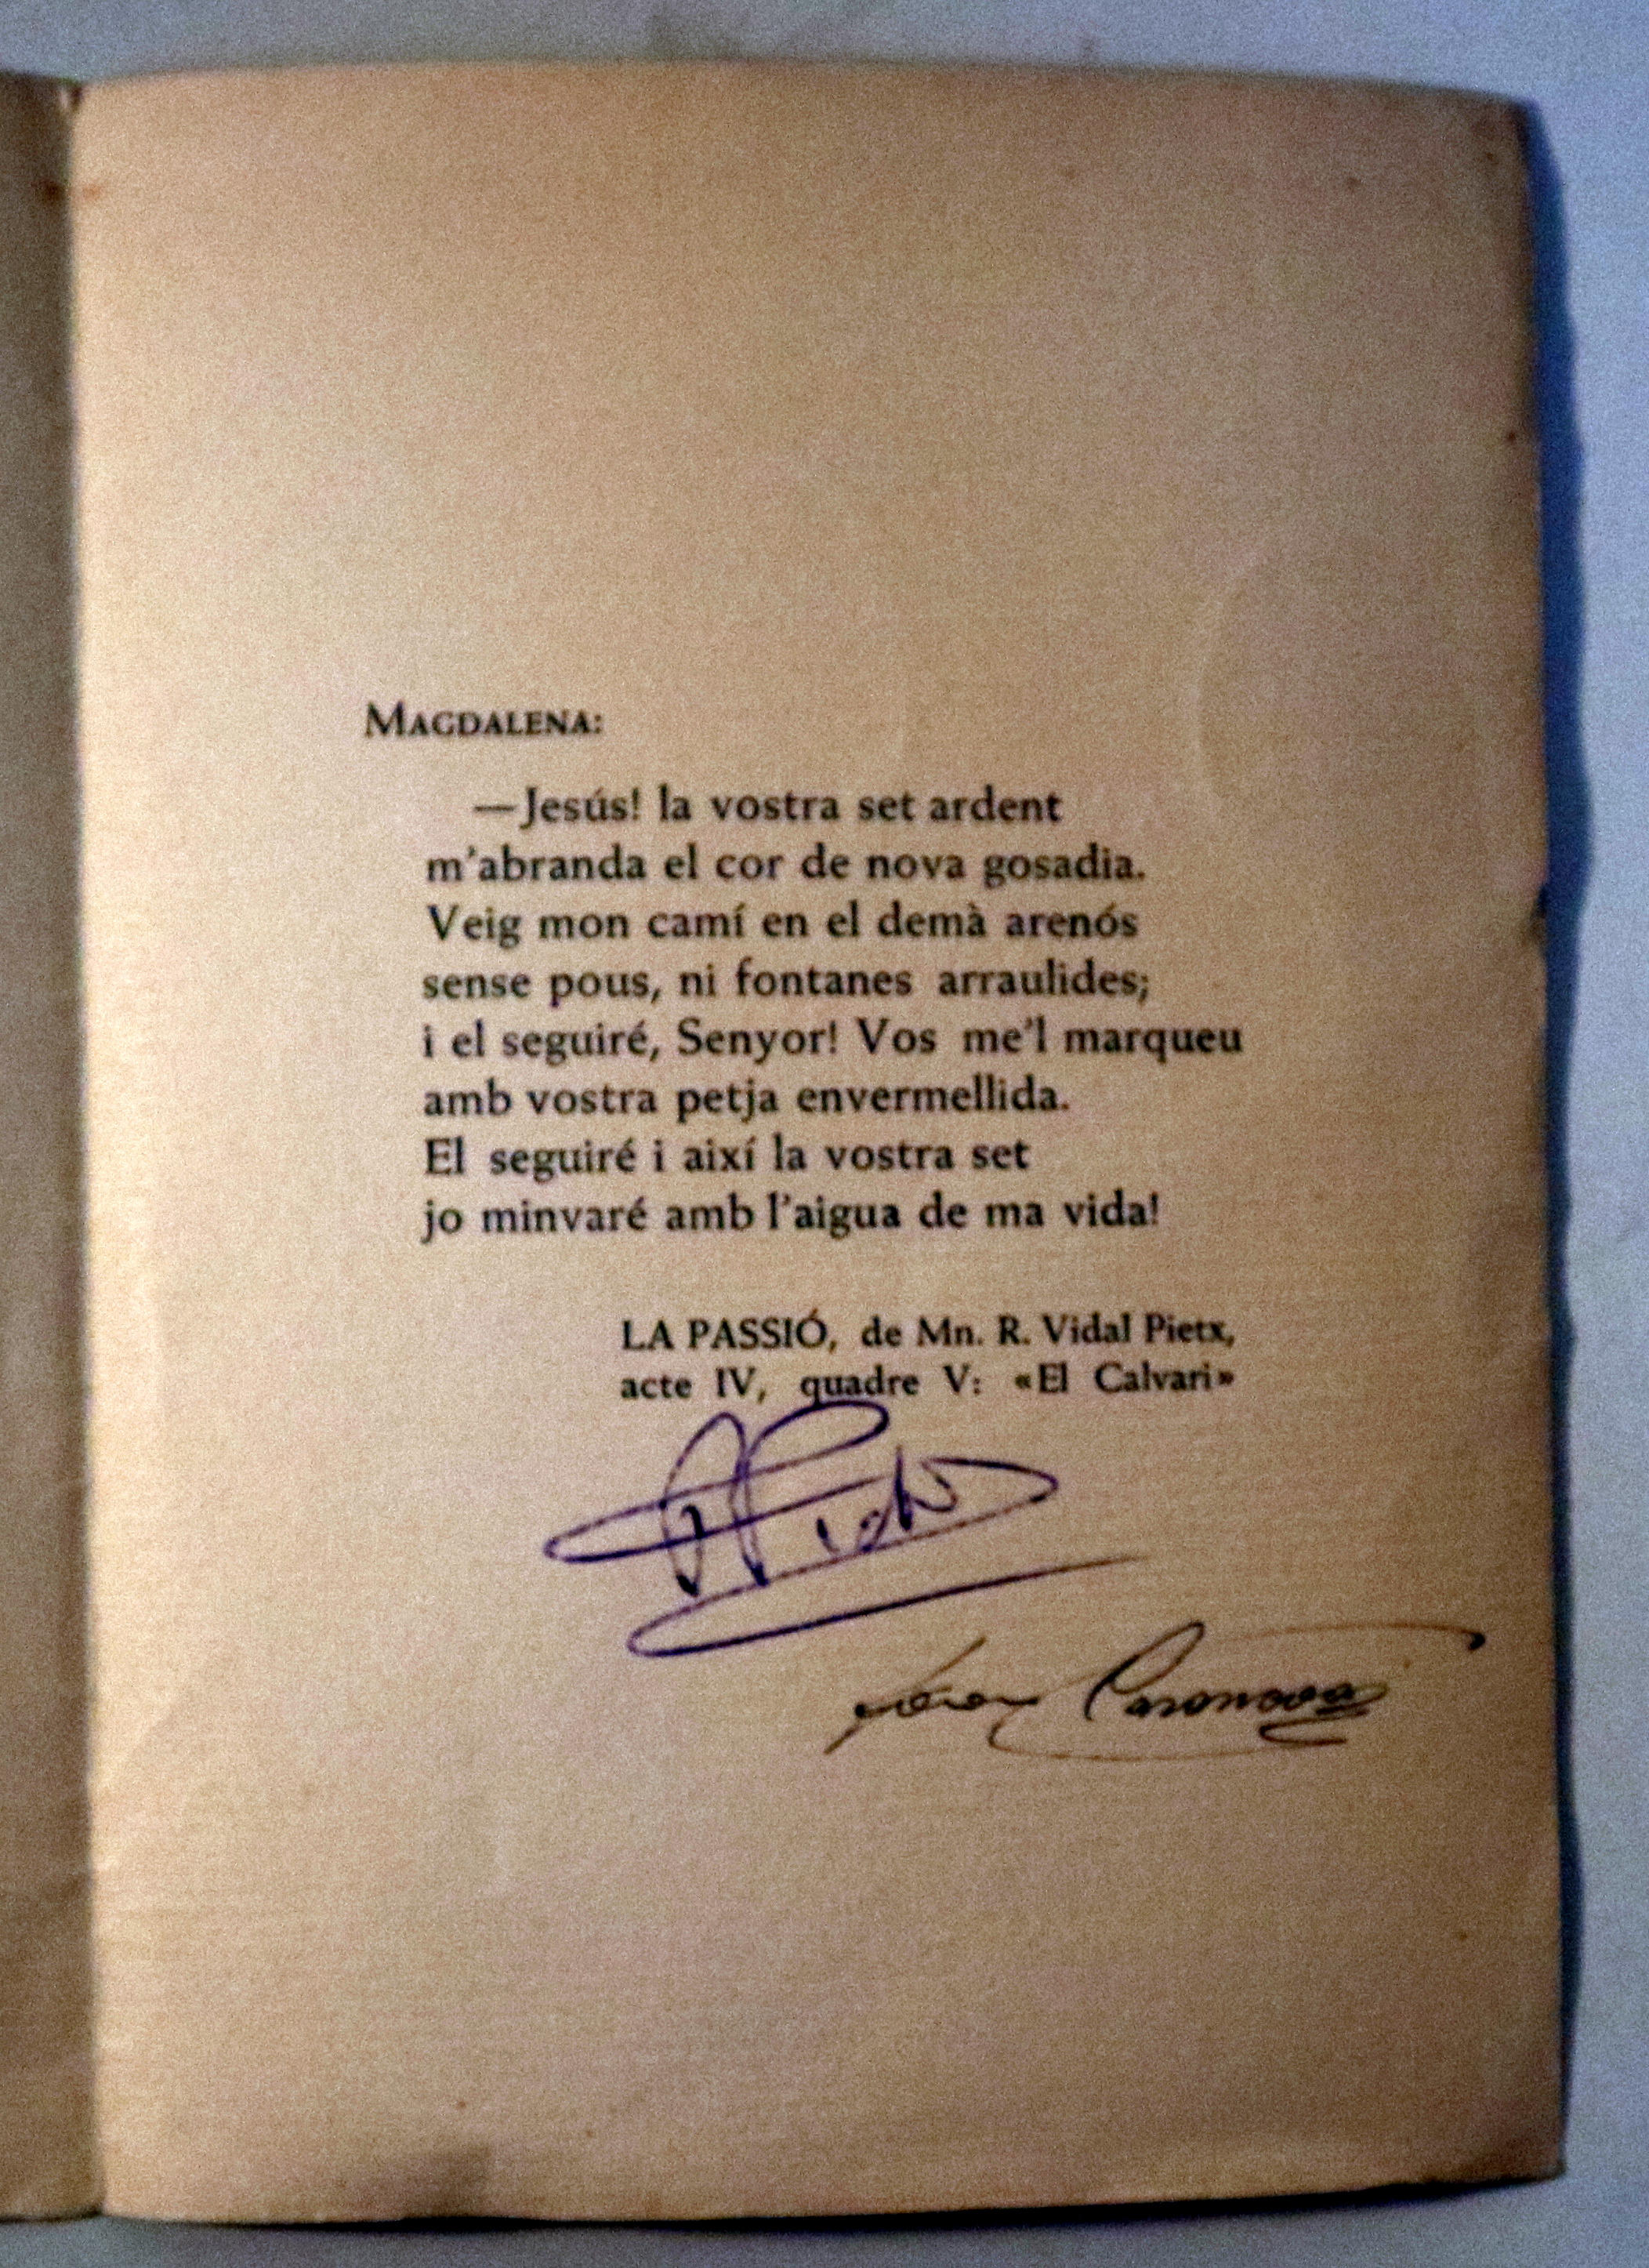 MAGDALENA:
—Jesús! la vostra set ardent
m'abranda el cor de nova gosadia.
Veig mon camí en el demà arenós
sense pous, ni fontanes arraulides;
i el seguiré, Senyor! Vos me'l marqueu
amb vostra petja envermellida.
El seguiré i així la vostra set
jo minvaré amb l'aigua de ma vida!
LA PASSIÓ, de Mn. R. Vidal Pietx,
acte IV, quadre V: «El Calvari»
Casanovas